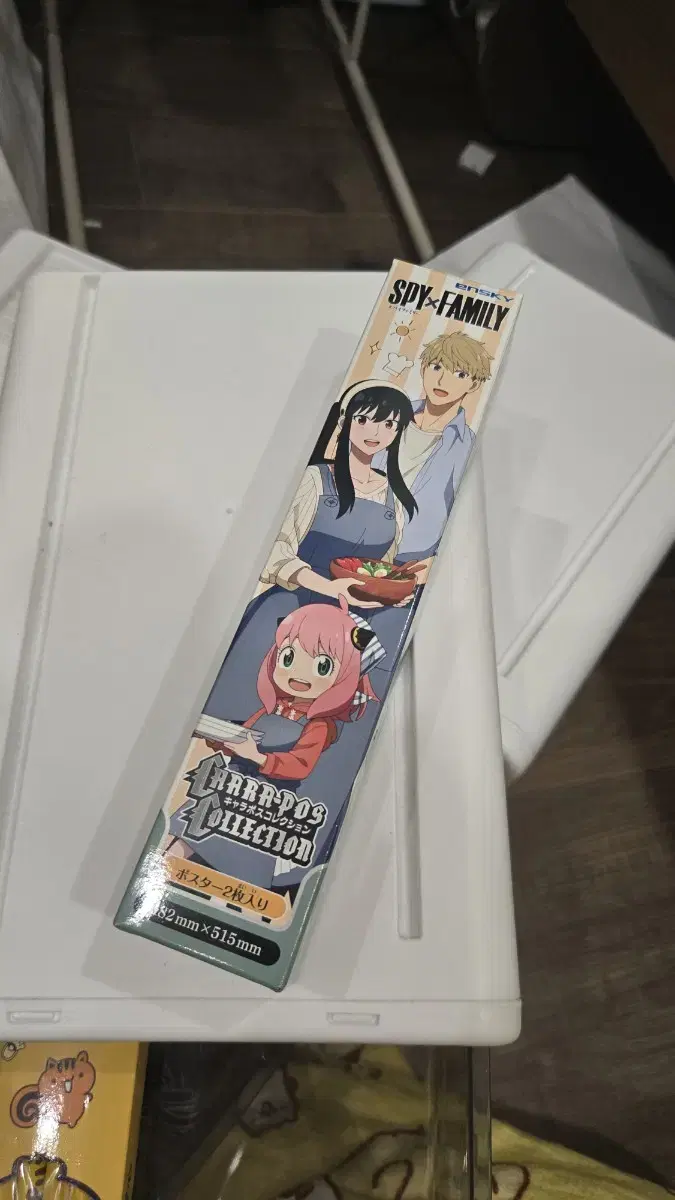 ensky
SPY×FAMILY
CHARA-POS
キャラポスコレクション
COLLECTION
ポスター2枚入り
182mm×515mm